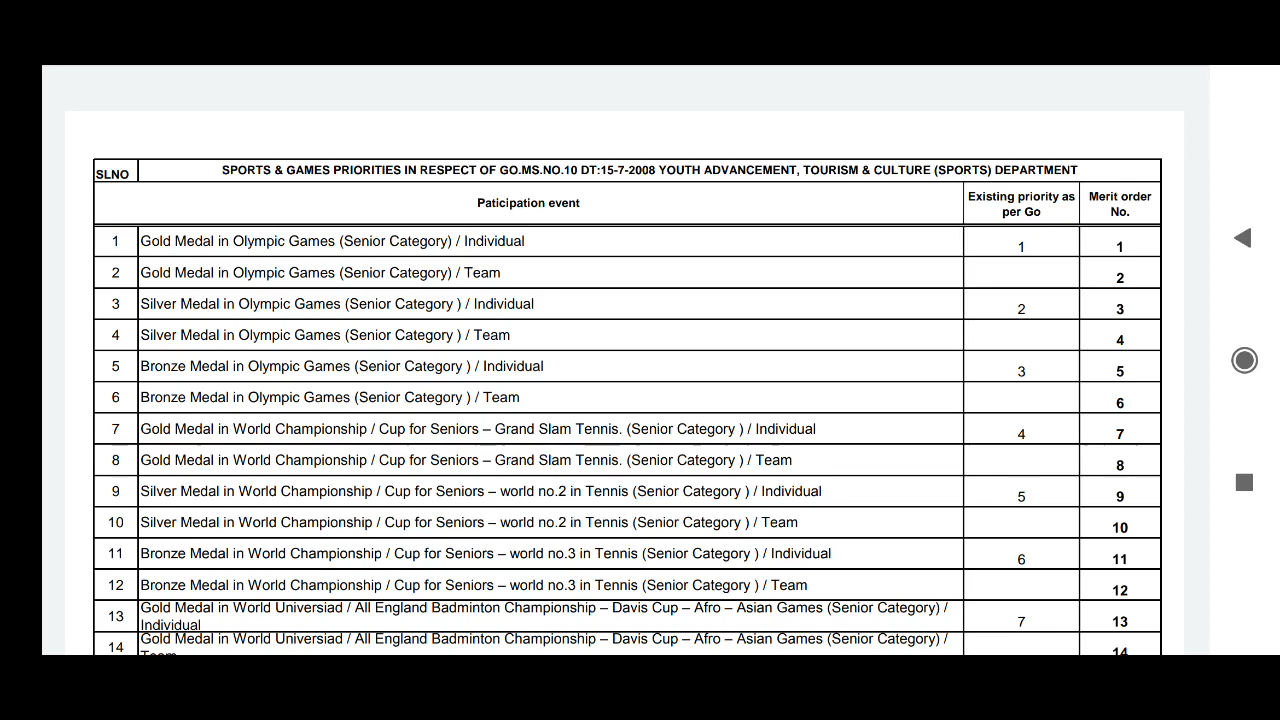 SLNO SPORTS & GAMES PRIORITIES IN RESPECT OF GO.MS.NO.10 DT:15-7-2008 YOUTH ADVANCEMENT, TOURISM & CULTURE (SPORTS) DEPARTMENT
Paticipation event Existing priority as per Go Merit order No.
1 Gold Medal in Olympic Games (Senior Category) / Individual 1 1
2 Gold Medal in Olympic Games (Senior Category) / Team 2
3 Silver Medal in Olympic Games (Senior Category ) / Individual 2 3
4 Silver Medal in Olympic Games (Senior Category ) / Team 4
5 Bronze Medal in Olympic Games (Senior Category ) / Individual 3 5
6 Bronze Medal in Olympic Games (Senior Category ) / Team 6
7 Gold Medal in World Championship / Cup for Seniors – Grand Slam Tennis. (Senior Category ) / Individual 4 7
8 Gold Medal in World Championship / Cup for Seniors – Grand Slam Tennis. (Senior Category ) / Team 8
9 Silver Medal in World Championship / Cup for Seniors – world no.2 in Tennis (Senior Category ) / Individual 5 9
10 Silver Medal in World Championship / Cup for Seniors – world no.2 in Tennis (Senior Category ) / Team 10
11 Bronze Medal in World Championship / Cup for Seniors – world no.3 in Tennis (Senior Category ) / Individual 6 11
12 Bronze Medal in World Championship / Cup for Seniors – world no.3 in Tennis (Senior Category ) / Team 12
13 Gold Medal in World Universiad / All England Badminton Championship – Davis Cup – Afro – Asian Games (Senior Category) /
Individual 7 13
14 Gold Medal in World Universiad / All England Badminton Championship – Davis Cup – Afro – Asian Games (Senior Category) /
Team 14